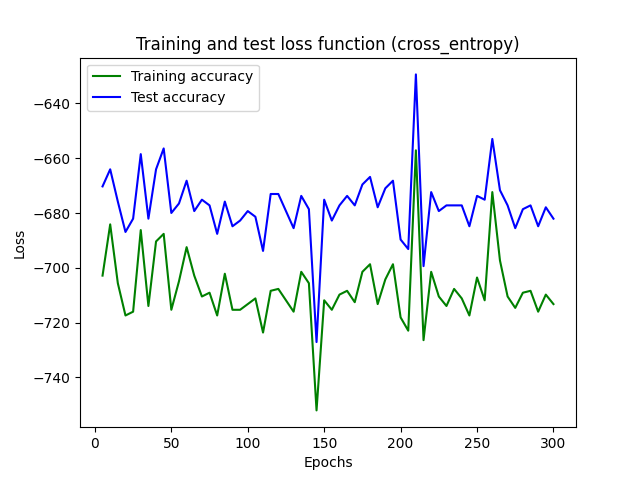 Training and test loss function (cross_entropy)
Training accuracy
Test accuracy
−640
−660
−680
−700
−720
−740
Loss
0
50
100
150
200
250
300
Epochs